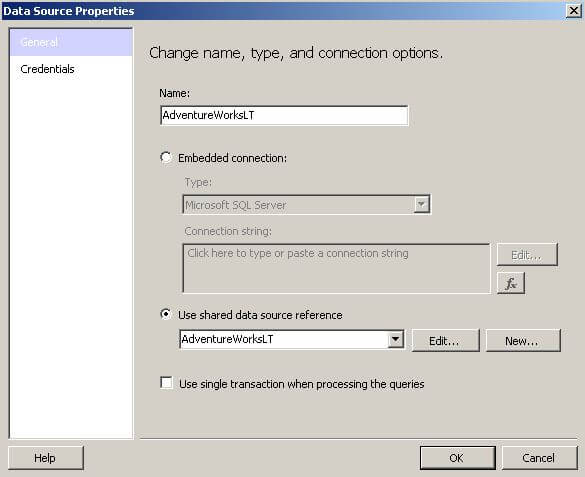 Data Source Properties
General
Credentials
Change name, type, and connection options.
Name:
AdventureWorksLT
Embedded connection:
Type:
Microsoft SQL Server
Connection string:
Click here to type or paste a connection string
Edit...
fx
Use shared data source reference
AdventureWorksLT
Edit...
New...
Use single transaction when processing the queries
Help
OK
Cancel